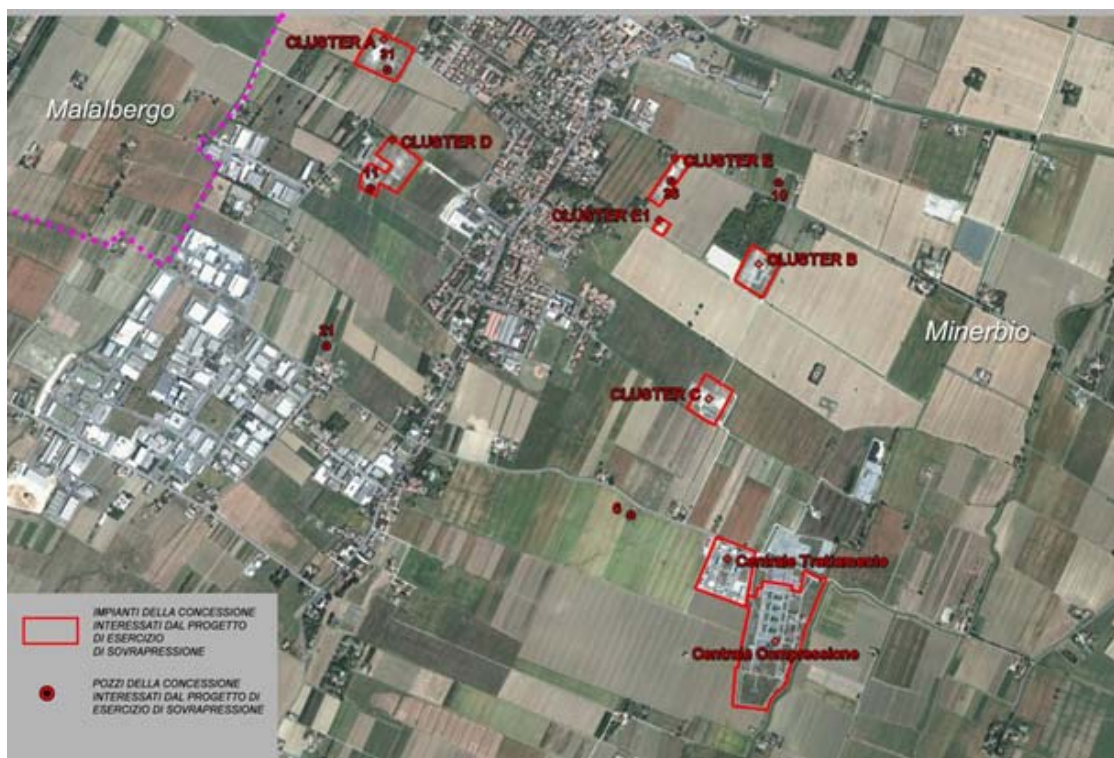 CLUSTER A
31
Malalbergo
CLUSTER D
11
CLUSTER E
19
CLUSTER E1
CLUSTER B
Minerbio
21
CLUSTER C
6
Centrale Trattamento
Centrale Compressione
IMPIANTI DELLA CONCESSIONE
INTERESSATI DAL PROGETTO
DI ESERCIZIO
DI SOVRAPRESSIONE
POZZI DELLA CONCESSIONE
INTERESSATI DAL PROGETTO DI
ESERCIZIO DI SOVRAPRESSIONE